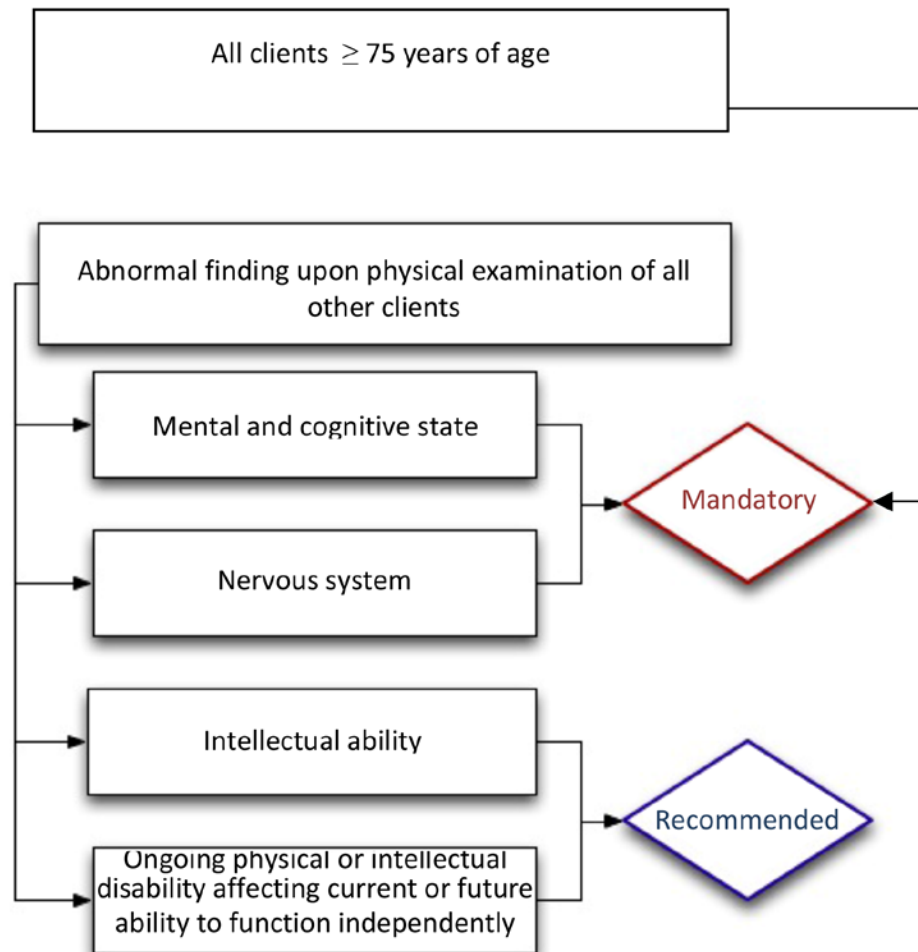 All clients ≥ 75 years of age
Abnormal finding upon physical examination of all
other clients
Mental and cognitive state
Mandatory
Nervous system
Intellectual ability
Recommended
Ongoing physical or intellectual
disability affecting current or future
ability to function independently